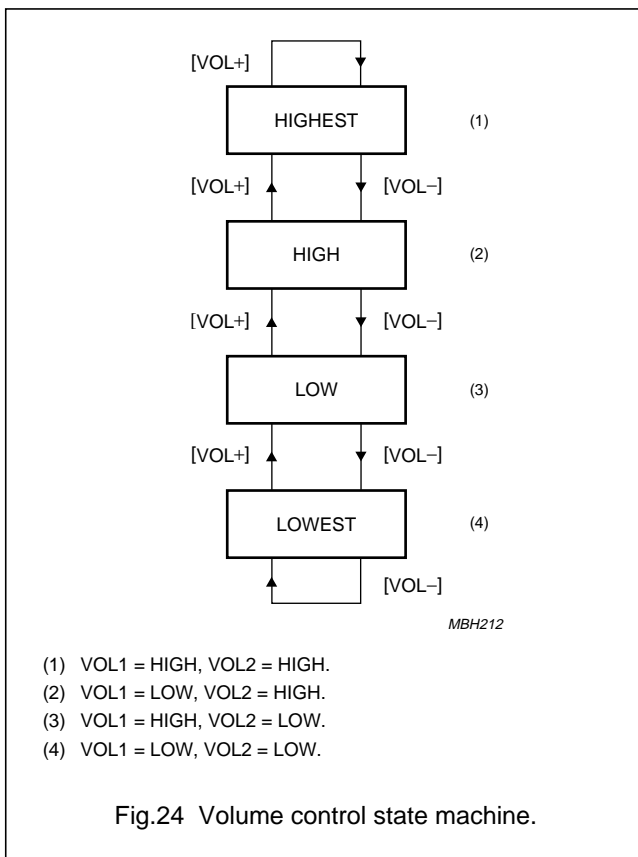 [VOL+]
HIGHEST (1)
[VOL+] [VOL−]
HIGH (2)
[VOL+] [VOL−]
LOW (3)
[VOL+] [VOL−]
LOWEST (4)
[VOL−]
MBH212
(1) VOL1 = HIGH, VOL2 = HIGH.
(2) VOL1 = LOW, VOL2 = HIGH.
(3) VOL1 = HIGH, VOL2 = LOW.
(4) VOL1 = LOW, VOL2 = LOW.
Fig.24 Volume control state machine.